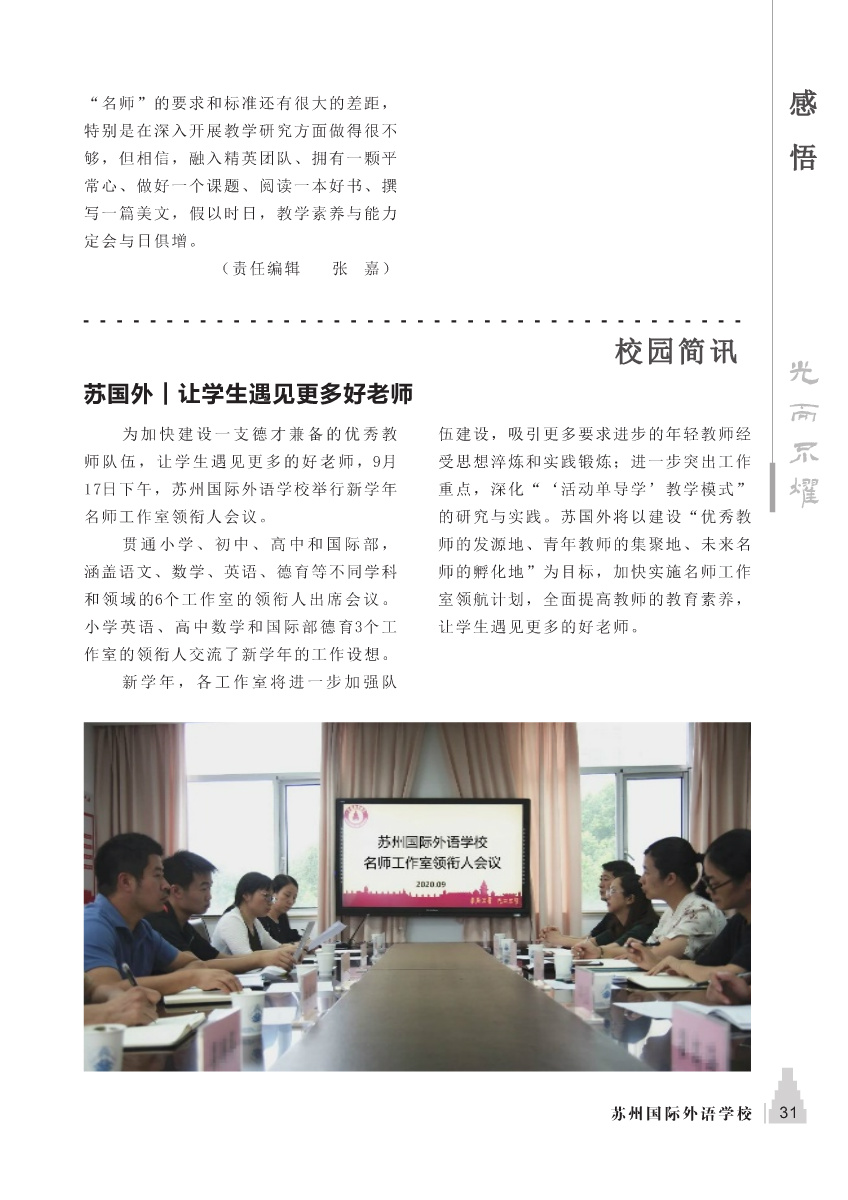 “名师”的要求和标准还有很大的差距，
特别是在深入开展教学研究方面做得很不
够，但相信，融入精英团队、拥有一颗平
常心、做好一个课题、阅读一本好书、撰
写一篇美文，假以时日，教学素养与能力
定会与日俱增。
（责任编辑　　张　嘉）
感
悟
光
而
不
耀
校园简讯
苏国外｜让学生遇见更多好老师
为加快建设一支德才兼备的优秀教
师队伍，让学生遇见更多的好老师，9月
17日下午，苏州国际外语学校举行新学年
名师工作室领衔人会议。
贯通小学、初中、高中和国际部，
涵盖语文、数学、英语、德育等不同学科
和领域的6个工作室的领衔人出席会议。
小学英语、高中数学和国际部德育3个工
作室的领衔人交流了新学年的工作设想。
新学年，各工作室将进一步加强队
伍建设，吸引更多要求进步的年轻教师经
受思想淬炼和实践锻炼；进一步突出工作
重点，深化“‘活动单导学’教学模式”
的研究与实践。苏国外将以建设“优秀教
师的发源地、青年教师的集聚地、未来名
师的孵化地”为目标，加快实施名师工作
室领航计划，全面提高教师的教育素养，
让学生遇见更多的好老师。
苏州国际外语学校
名师工作室领衔人会议
2020.09
苏州国际外语学校
31